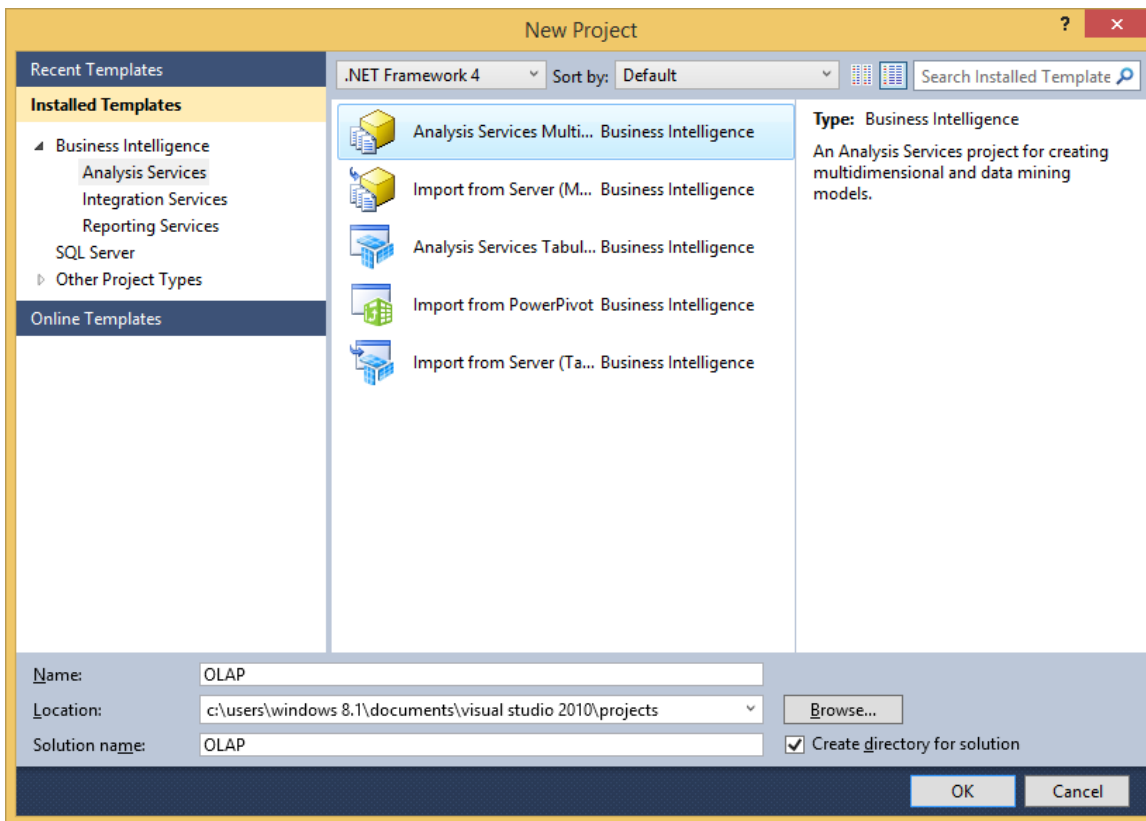 New Project
?
Recent Templates
Installed Templates
Business Intelligence
Analysis Services
Integration Services
Reporting Services
SQL Server
Other Project Types
Online Templates
.NET Framework 4
Sort by: Default
Search Installed Template
Analysis Services Multi... Business Intelligence
Import from Server (M... Business Intelligence
Analysis Services Tabul... Business Intelligence
Import from PowerPivot Business Intelligence
Import from Server (Ta... Business Intelligence
Type: Business Intelligence
An Analysis Services project for creating
multidimensional and data mining
models.
Name: OLAP
Location: c:\users\windows 8.1\documents\visual studio 2010\projects
Browse...
Solution name: OLAP
Create directory for solution
OK
Cancel